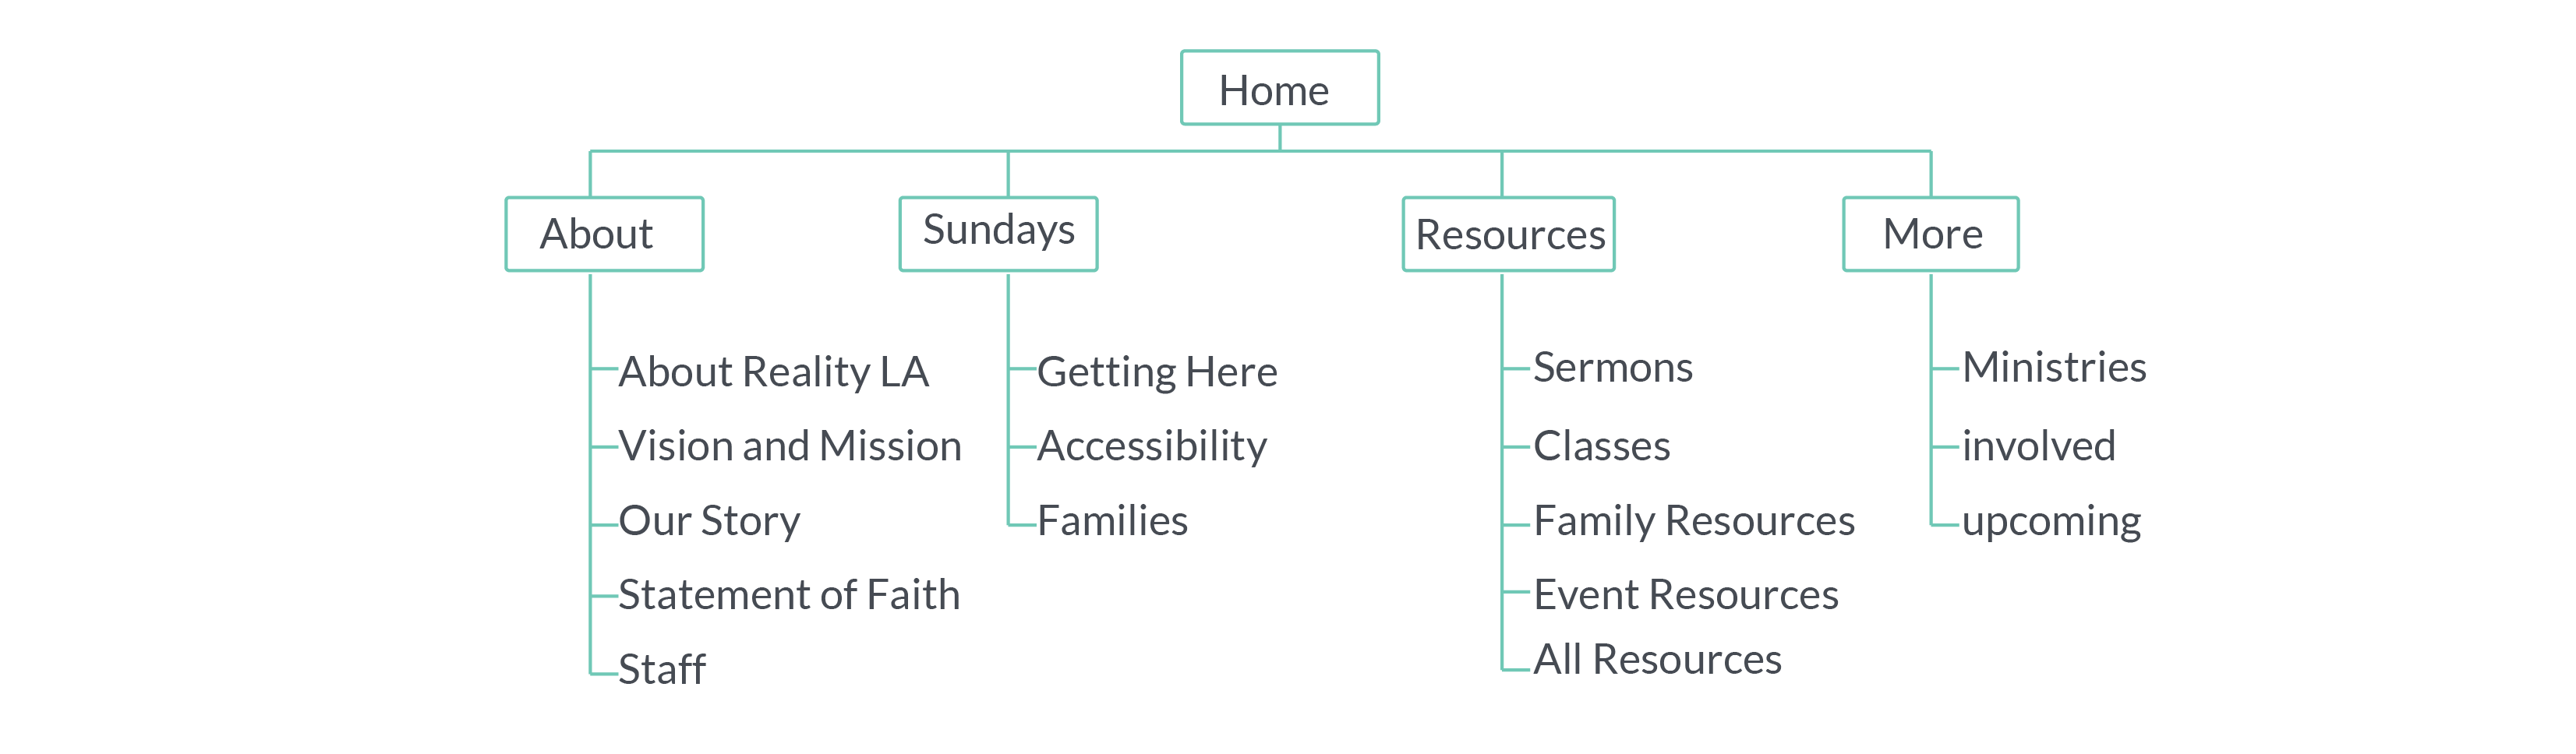 Home
About
Sundays
Resources
More
About Reality LA
Vision and Mission
Our Story
Statement of Faith
Staff
Getting Here
Accessibility
Families
Sermons
Classes
Family Resources
Event Resources
All Resources
Ministries
involved
upcoming